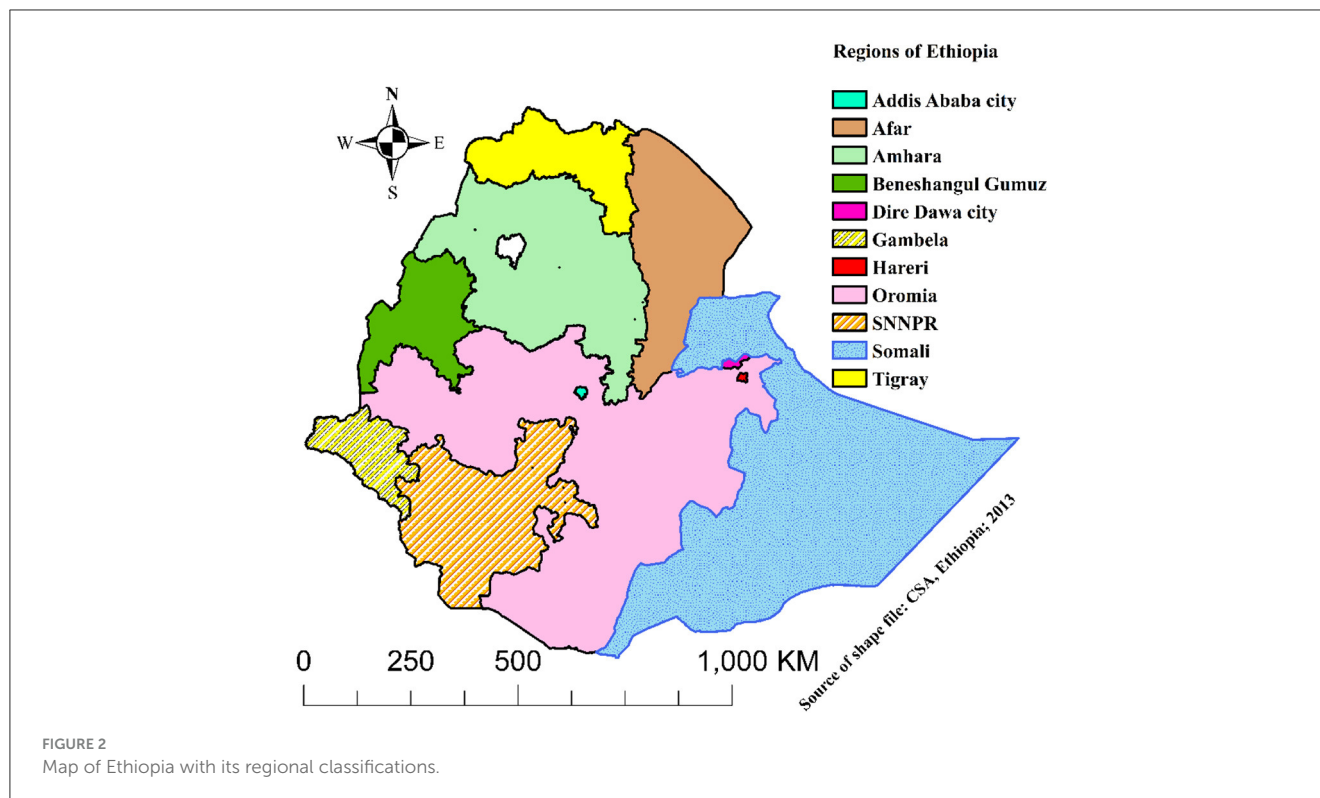 Regions of Ethiopia
N
W E
S
Addis Ababa city
Afar
Amhara
Beneshangul Gumuz
Dire Dawa city
Gambela
Hareri
Oromia
SNNPR
Somali
Tigray
Source of shape file: CSA, Ethiopia; 2013
0 250 500 1,000 KM
FIGURE 2
Map of Ethiopia with its regional classifications.